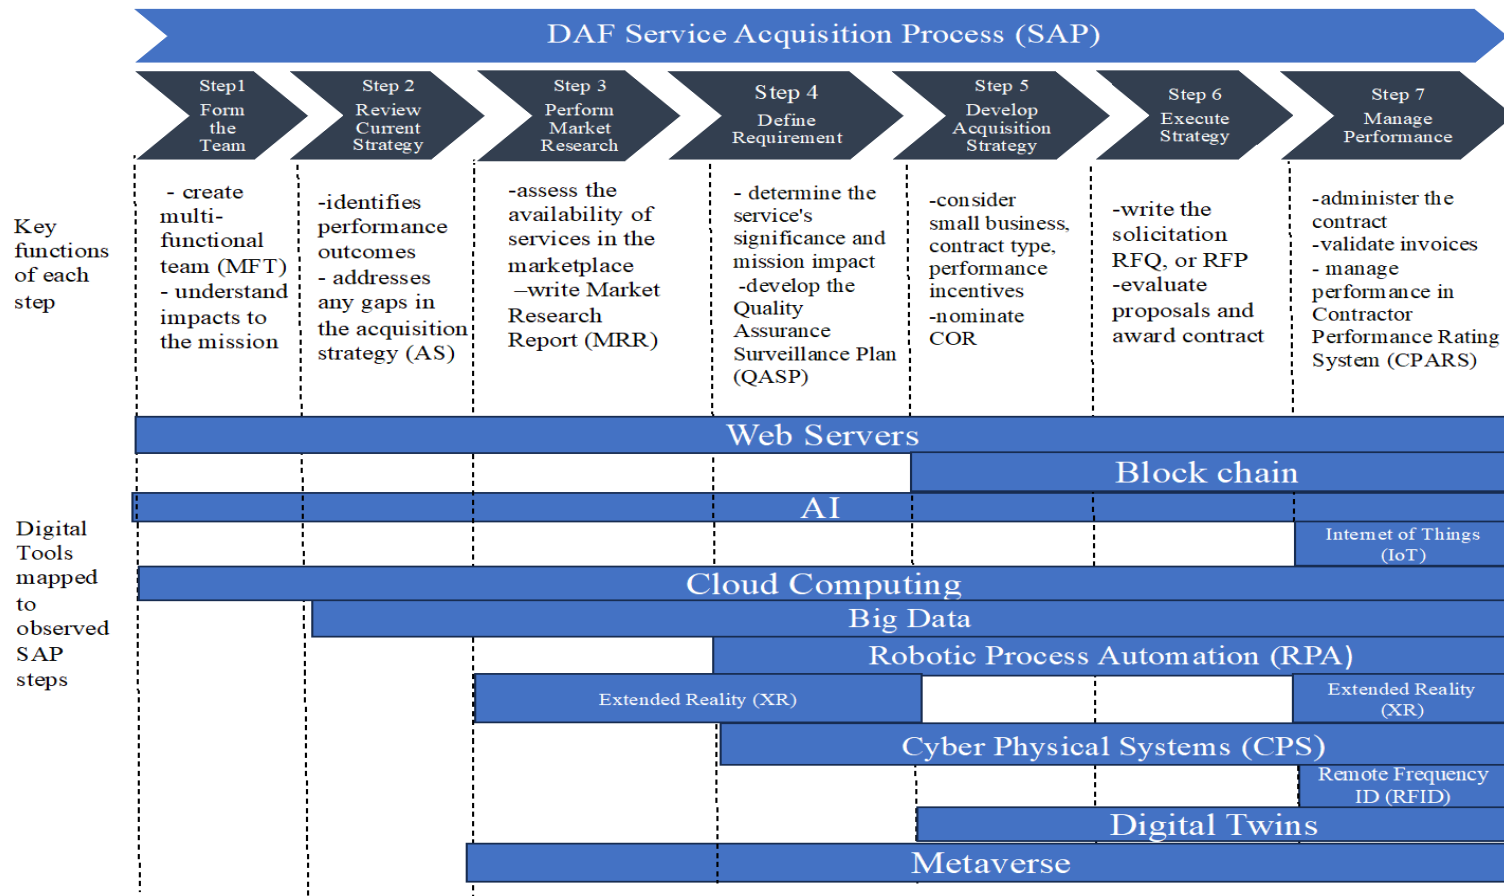 DAF Service Acquisition Process (SAP)
Step1
Form
the
Team
Step 2
Review
Current
Strategy
Step 3
Perform
Market
Research
Step 4
Define
Requirement
Step 5
Develop
Acquisition
Strategy
Step 6
Execute
Strategy
Step 7
Manage
Performance
Key
functions
of each
step
- create
multi-
functional
team (MFT)
- understand
impacts to
the mission
-identifies
performance
outcomes
- addresses
any gaps in
the acquisition
strategy (AS)
-assess the
availability of
services in the
marketplace
–write Market
Research
Report (MRR)
- determine the
service's
significance and
mission impact
-develop the
Quality
Assurance
Surveillance Plan
(QASP)
-consider
small business,
contract type,
performance
incentives
-nominate
COR
-write the
solicitation
RFQ, or RFP
-evaluate
proposals and
award contract
-administer the
contract
-validate invoices
- manage
performance in
Contractor
Performance Rating
System (CPARS)
Digital
Tools
mapped
to
observed
SAP
steps
Web Servers
Block chain
AI
Internet of Things
(IoT)
Cloud Computing
Big Data
Robotic Process Automation (RPA)
Extended Reality (XR)
Extended Reality
(XR)
Cyber Physical Systems (CPS)
Remote Frequency
ID (RFID)
Digital Twins
Metaverse